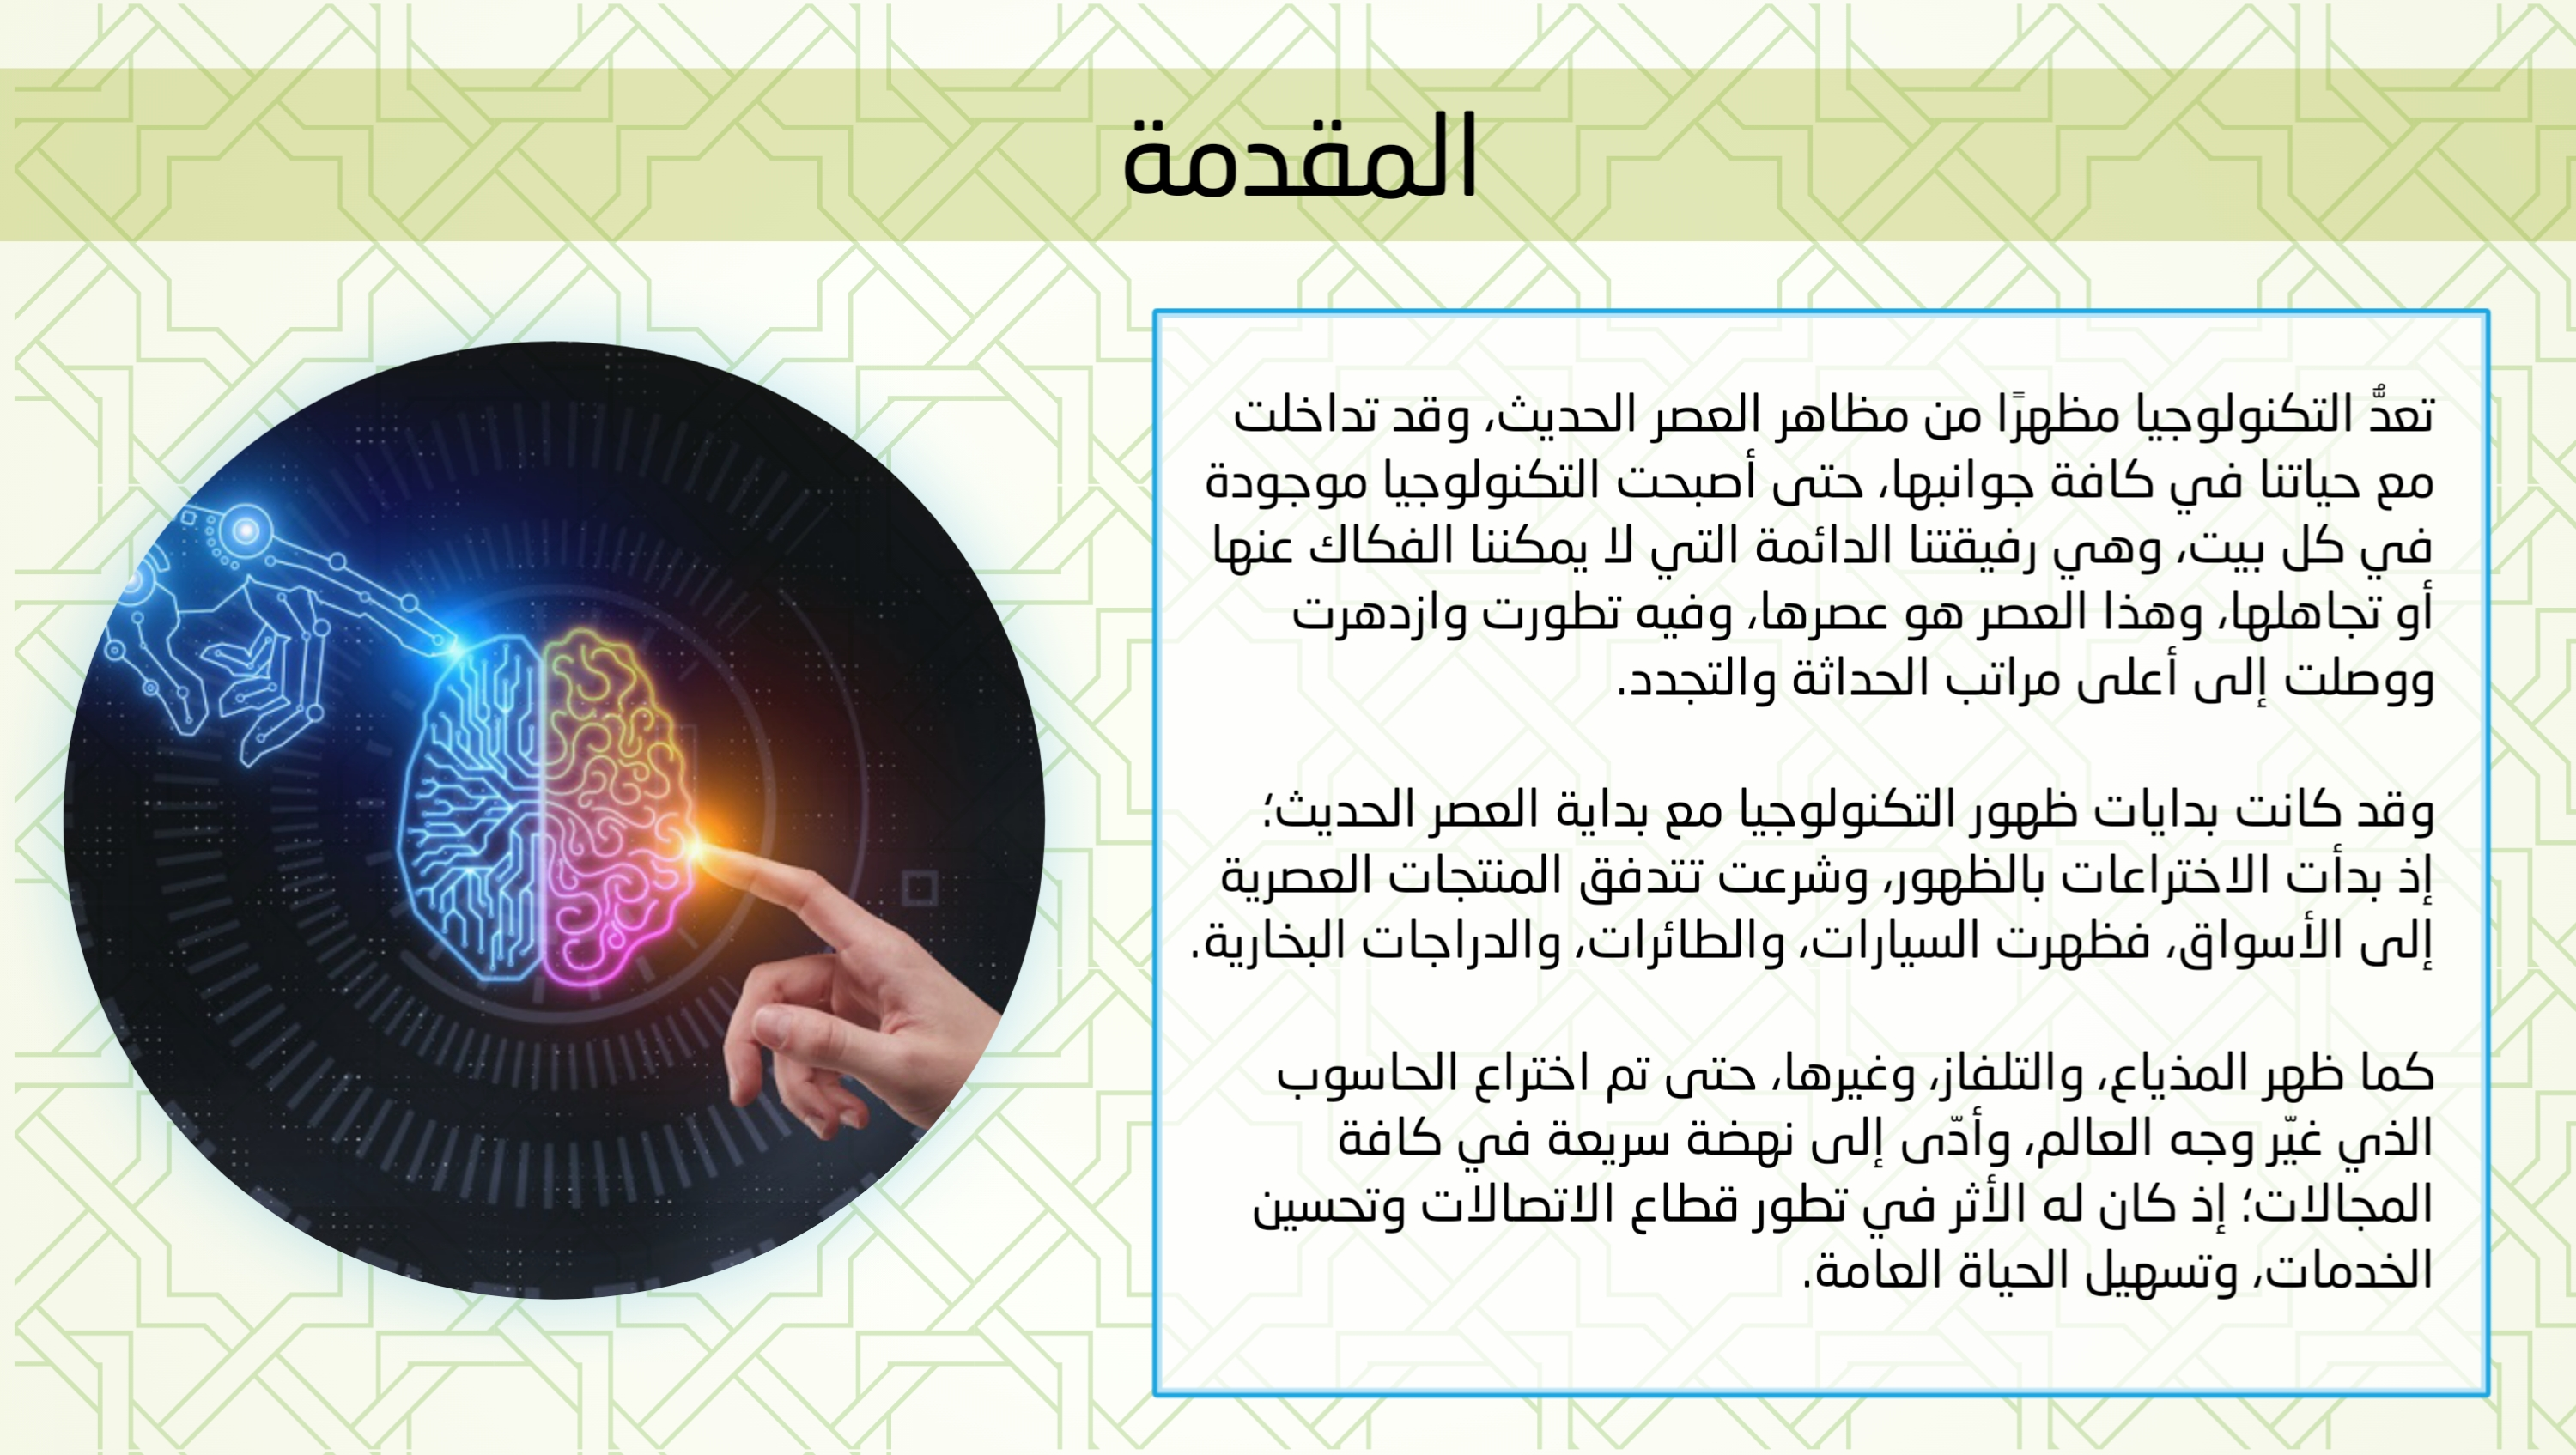 المقدمة
تعدُّ التكنولوجيا مظهرًا من مظاهر العصر الحديث، وقد تداخلت
مع حياتنا في كافة جوانبها، حتى أصبحت التكنولوجيا موجودة
في كل بيت، وهي رفيقتنا الدائمة التي لا يمكننا الفكاك عنها
أو تجاهلها، وهذا العصر هو عصرها، وفيه تطورت وازدهرت
ووصلت إلى أعلى مراتب الحداثة والتجدد.
وقد كانت بدايات ظهور التكنولوجيا مع بداية العصر الحديث؛
إذ بدأت الاختراعات بالظهور، وشرعت تتدفق المنتجات العصرية
إلى الأسواق، فظهرت السيارات، والطائرات، والدراجات البخارية.
كما ظهر المذياع، والتلفاز، وغيرها، حتى تم اختراع الحاسوب
الذي غيّر وجه العالم، وأدّى إلى نهضة سريعة في كافة
المجالات؛ إذ كان له الأثر في تطور قطاع الاتصالات وتحسين
الخدمات، وتسهيل الحياة العامة.